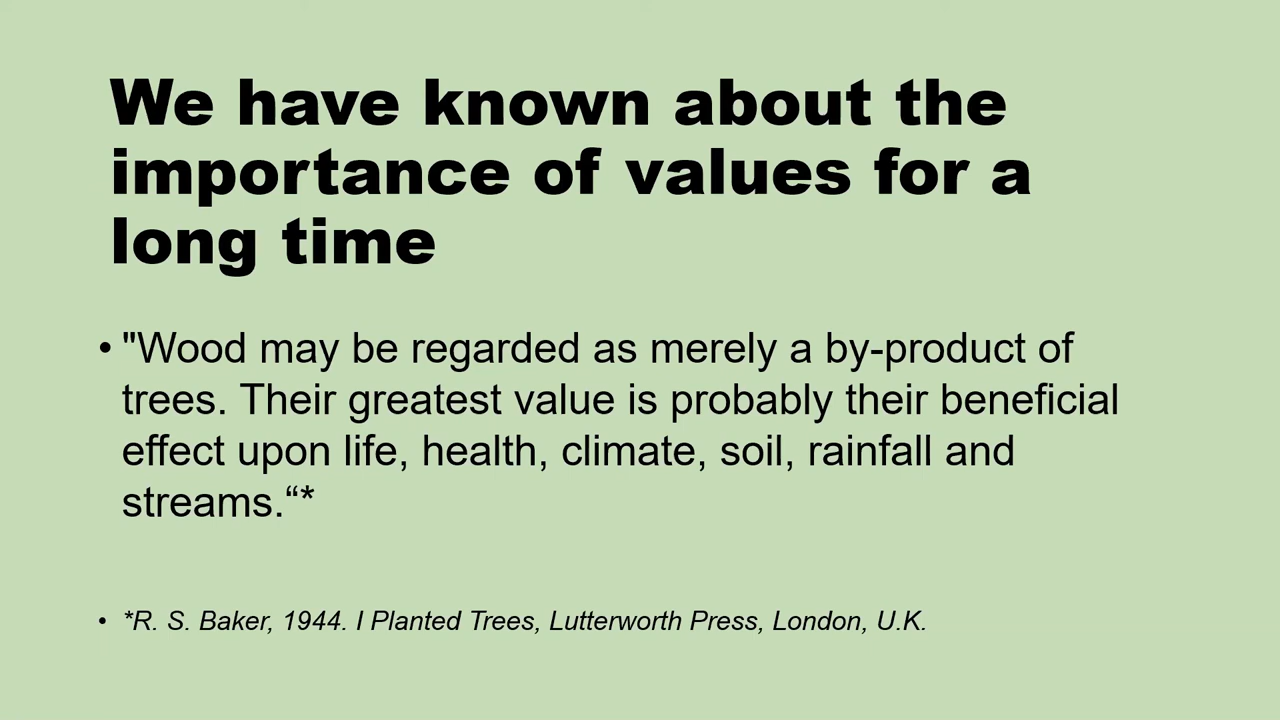 We have known about the
importance of values for a
long time
• "Wood may be regarded as merely a by-product of
trees. Their greatest value is probably their beneficial
effect upon life, health, climate, soil, rainfall and
streams.“*
• *R. S. Baker, 1944. I Planted Trees, Lutterworth Press, London, U.K.